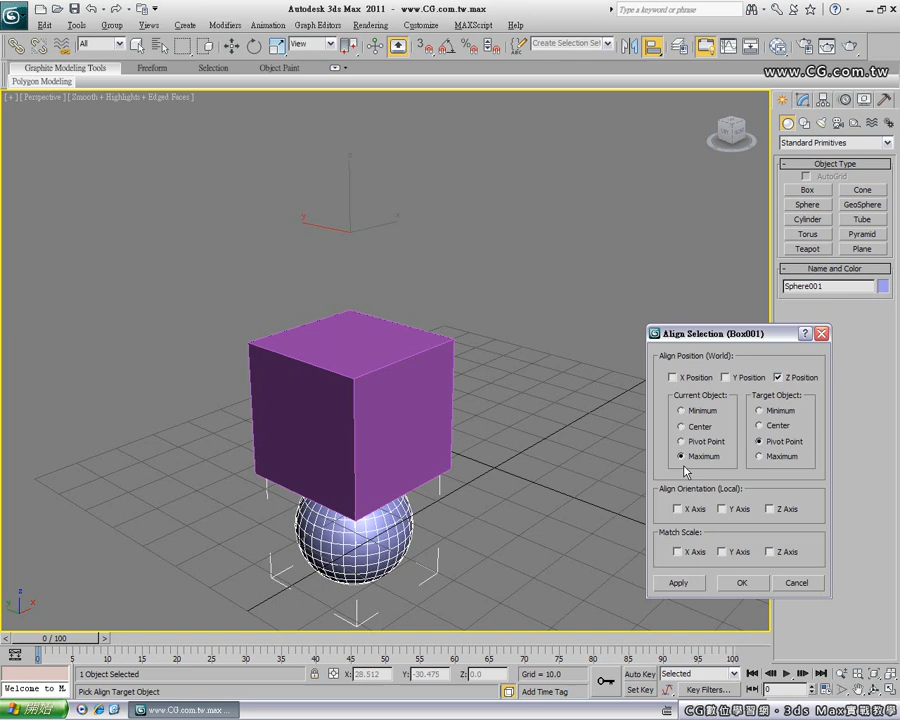 Autodesk 3ds Max 2011 - www.CG.com.tw.max
Type a keyword or phrase
Edit Tools Group Views Create Modifiers Animation Graph Editors Rendering Customize MAXScript Help
All View Create Selection Set
Graphite Modeling Tools Freeform Selection Object Paint
www.CG.com.tw
Polygon Modeling
[ + ] [ Perspective ] [ Smooth + Highlights + Edged Faces ]
Standard Primitives
- Object Type
AutoGrid
Box Cone
Sphere GeoSphere
Cylinder Tube
Torus Pyramid
Teapot Plane
- Name and Color
Sphere001
Align Selection (Box001)
Align Position (World):
X Position Y Position Z Position
Current Object: Target Object:
Minimum Minimum
Center Center
Pivot Point Pivot Point
Maximum Maximum
Align Orientation (Local):
X Axis Y Axis Z Axis
Match Scale:
X Axis Y Axis Z Axis
Apply OK Cancel
z
x
y
< 0 / 100 >
0 5 10 15 20 25 30 35 40 45 50 55 60 65 70 75 80 85 90 95 100
1 Object Selected X: 28.512 Y: -30.475 Z: 0.0 Grid = 10.0 Auto Key Selected
Welcome to M Pick Align Target Object Add Time Tag Set Key Key Filters... 0
開始 www.CG.com.tw.max ... CG數位學習網・3ds Max實戰教學